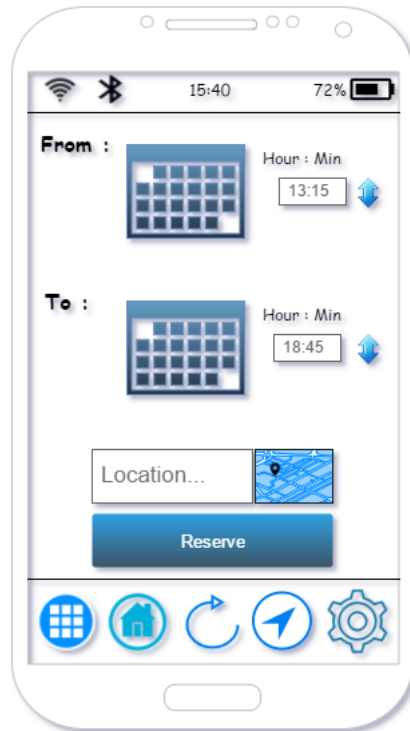 15:40
72%
From :
Hour : Min
13:15
To :
Hour : Min
18:45
Location...
Reserve